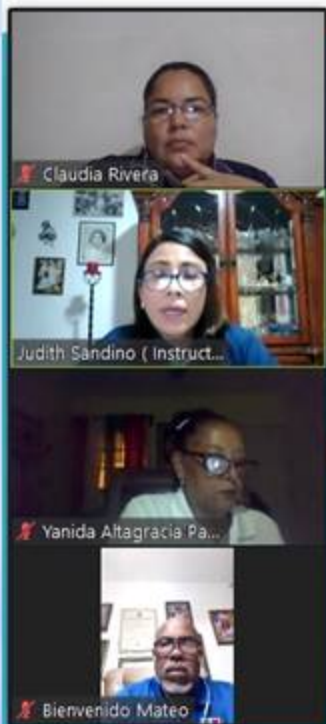 Claudia Rivera
Judith Sandino ( Instruct...
Yanida Altagracia Pa...
Bienvenido Mateo